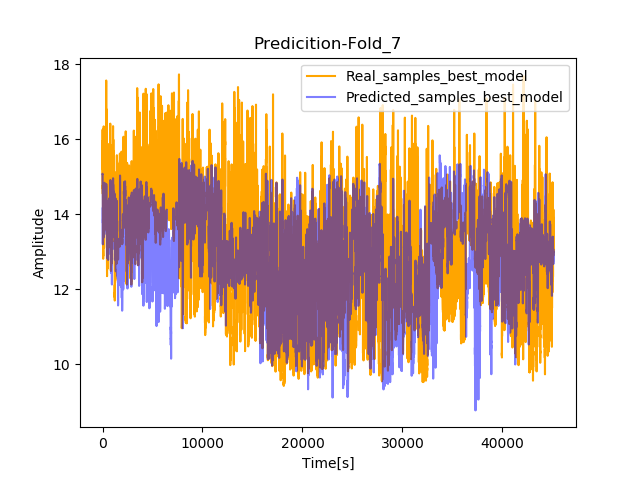 Predicition-Fold_7
Real_samples_best_model
Predicted_samples_best_model
Amplitude
18
16
14
12
10
0 10000 20000 30000 40000
Time[s]